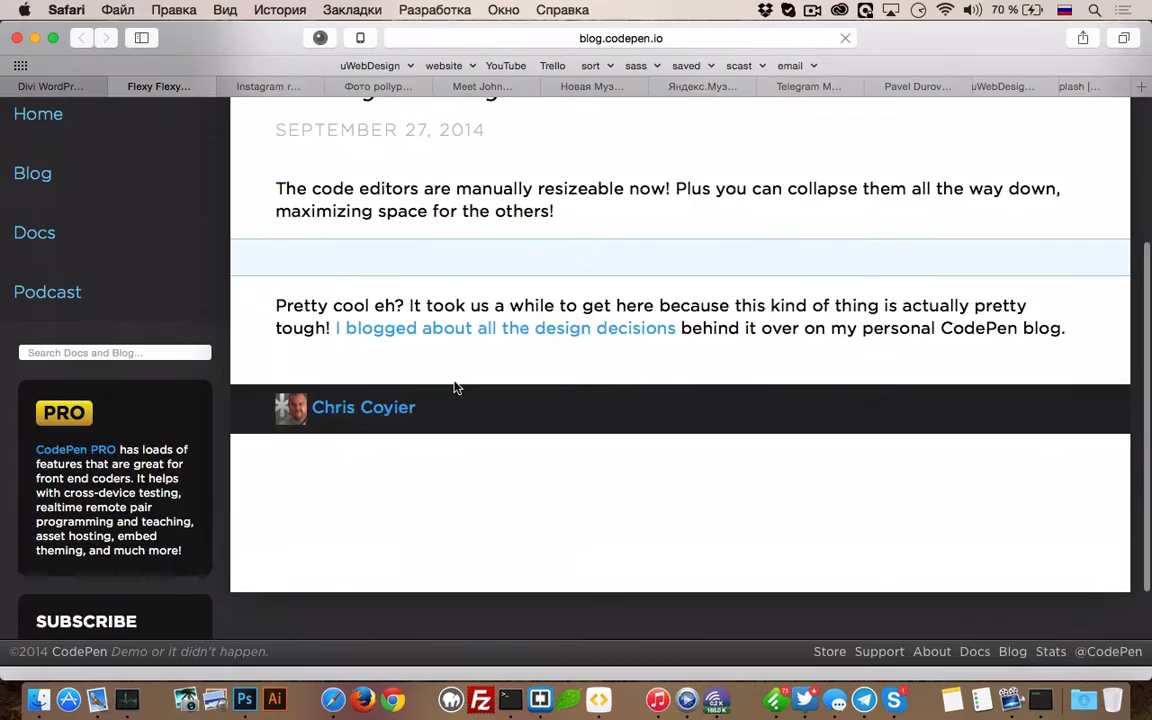 Safari Файл Правка Вид История Закладки Разработка Окно Справка 70 %
blog.codepen.io
uWebDesign website YouTube Trello sort sass saved scast email
Divi WordPr... Flexy Flexy... Instagram r... Фото pollyp... Meet John... Новая Муз... Яндекс.Муз... Telegram M... Pavel Durov... uWebDesig... plash |...
Home
SEPTEMBER 27, 2014
Blog
The code editors are manually resizeable now! Plus you can collapse them all the way down,
maximizing space for the others!
Docs
Podcast
Pretty cool eh? It took us a while to get here because this kind of thing is actually pretty
tough! I blogged about all the design decisions behind it over on my personal CodePen blog.
Search Docs and Blog...
Chris Coyier
PRO
CodePen PRO has loads of
features that are great for
front end coders. It helps
with cross-device testing,
realtime remote pair
programming and teaching,
asset hosting, embed
theming, and much more!
SUBSCRIBE
©2014 CodePen Demo or it didn't happen.
Store Support About Docs Blog Stats @CodePen
Ps Ai